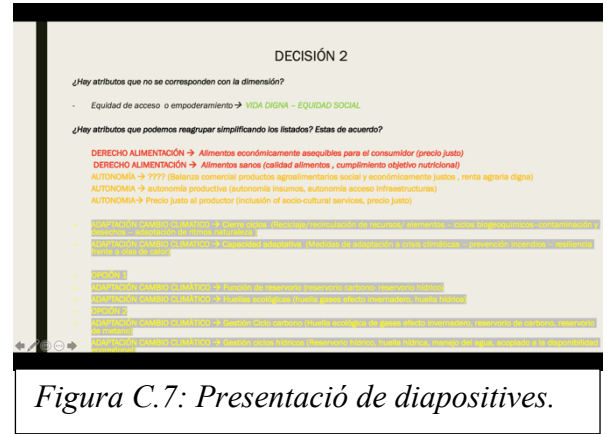 DECISIÓN 2
¿Hay atributos que no se corresponden con la dimensión?
- Equidad de acceso o empoderamiento → VIDA DIGNA – EQUIDAD SOCIAL
¿Hay atributos que podemos reagrupar simplificando los listados? Estas de acuerdo?
DERECHO ALIMENTACIÓN → Alimentos económicamente asequibles para el consumidor (precio justo)
DERECHO ALIMENTACIÓN → Alimentos sanos (calidad alimentos , cumplimiento objetivo nutricional)
AUTONOMÍA → ???? (Balanza comercial productos agroalimentarios social y económicamente justos , renta agraria digna)
AUTONOMIA → autonomia productiva (autonomía insumos, autonomía acceso infraestructuras)
AUTONOMIA→ Precio justo al productor (inclusión of socio-cultural services, precio justo)
ADAPTACIÓN CAMBIO CLIMATICO → Cierre ciclos (Reciclaje/recirculación de recursos/ elementos – ciclos biogeoquímicos– contaminación y
desechos – adaptación de ritmos naturaleza )
ADAPTACIÓN CAMBIO CLIMATICO → Capacidad adaptativa (Medidas de adaptación a crisis climáticas – prevención incendios – resiliencia
frente a olas de calor)
OPCIÓN 1
ADAPTACIÓN CAMBIO CLIMÁTICO → Función de reservorio (reservorio carbono- reservorio hídrico)
ADAPTACIÓN CAMBIO CLIMÁTICO → Huellas ecológicas (huella gases efecto invernadero, huella hídrica)
OPCIÓN 2
ADAPTACIÓN CAMBIO CLIMÁTICO → Gestión Ciclo carbono (Huella ecológica de gases efecto invernadero, reservorio de carbono, reservorio
de metano)
ADAPTACIÓN CAMBIO CLIMÁTICO → Gestión ciclos hídricos (Reservorio hídrico, huella hídrica, manejo del agua, acoplado a la disponibilidad
Figura C.7: Presentació de diapositives.